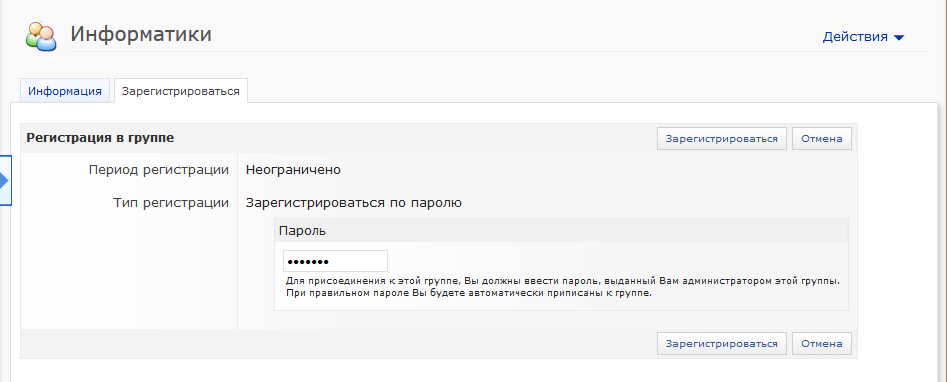 Информатики
Действия
Информация
Зарегистрироваться
Регистрация в группе
Зарегистрироваться
Отмена
Период регистрации
Неограничено
Тип регистрации
Зарегистрироваться по паролю
Пароль
•••••••
Для присоединения к этой группе, Вы должны ввести пароль, выданный Вам администратором этой группы.
При правильном пароле Вы будете автоматически приписаны к группе.
Зарегистрироваться
Отмена